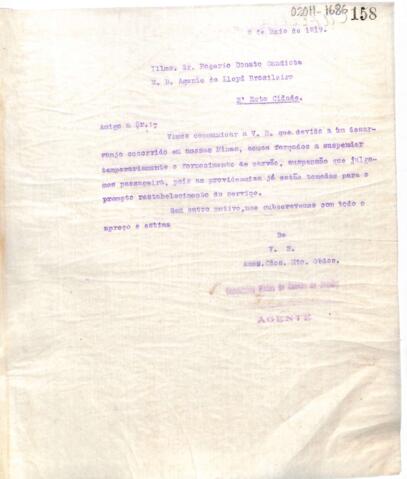 02011-1686 158
de Maio de 1919.
Illmo. Sr. Rogerio Donato Candiota
M. D. Agente do Lloyd Brasileiro
N'Esta Cidade.
Amigo & Sr.:
Vimos communicar a V. S. que devido a um desar-
ranjo occorrido em nossas Minas, somos forçados a suspender
temporariamente o fornecimento de carvão, suspensão que julga-
mos passageira, pois as providencias já estão tomadas para o
prompto restabelecimento do serviço.
Sem outro motivo, nos subscrevemos com todo o
apreço e estima
De
V. S.
Amos. Cdos. Mto. Obdos.
AGENTE